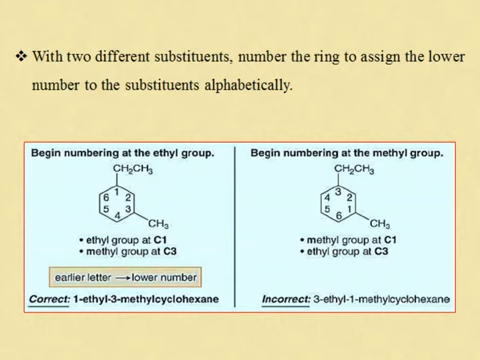 ❖ With two different substituents, number the ring to assign the lower
number to the substituents alphabetically.
Begin numbering at the ethyl group.
CH₂CH₃
1
6 2
5 3
4
CH₃
• ethyl group at C1
• methyl group at C3
earlier letter → lower number
Correct: 1-ethyl-3-methylcyclohexane
Begin numbering at the methyl group.
CH₂CH₃
3
4 2
5 1
6
CH₃
• methyl group at C1
• ethyl group at C3
Incorrect: 3-ethyl-1-methylcyclohexane